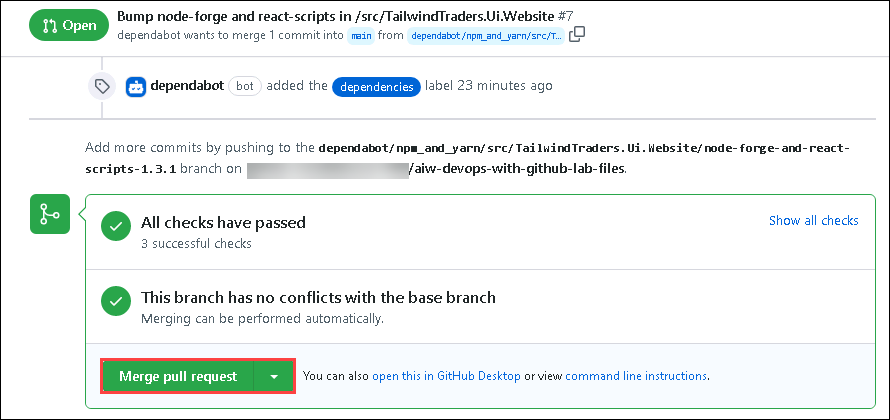 Open
Bump node-forge and react-scripts in /src/TailwindTraders.Ui.Website #7
dependabot wants to merge 1 commit into main from dependabot/npm_and_yarn/src/T...
dependabot bot added the dependencies label 23 minutes ago
Add more commits by pushing to the dependabot/npm_and_yarn/src/TailwindTraders.Ui.Website/node-forge-and-react-
scripts-1.3.1 branch on /aiw-devops-with-github-lab-files.
All checks have passed
Show all checks
3 successful checks
This branch has no conflicts with the base branch
Merging can be performed automatically.
Merge pull request
You can also open this in GitHub Desktop or view command line instructions.